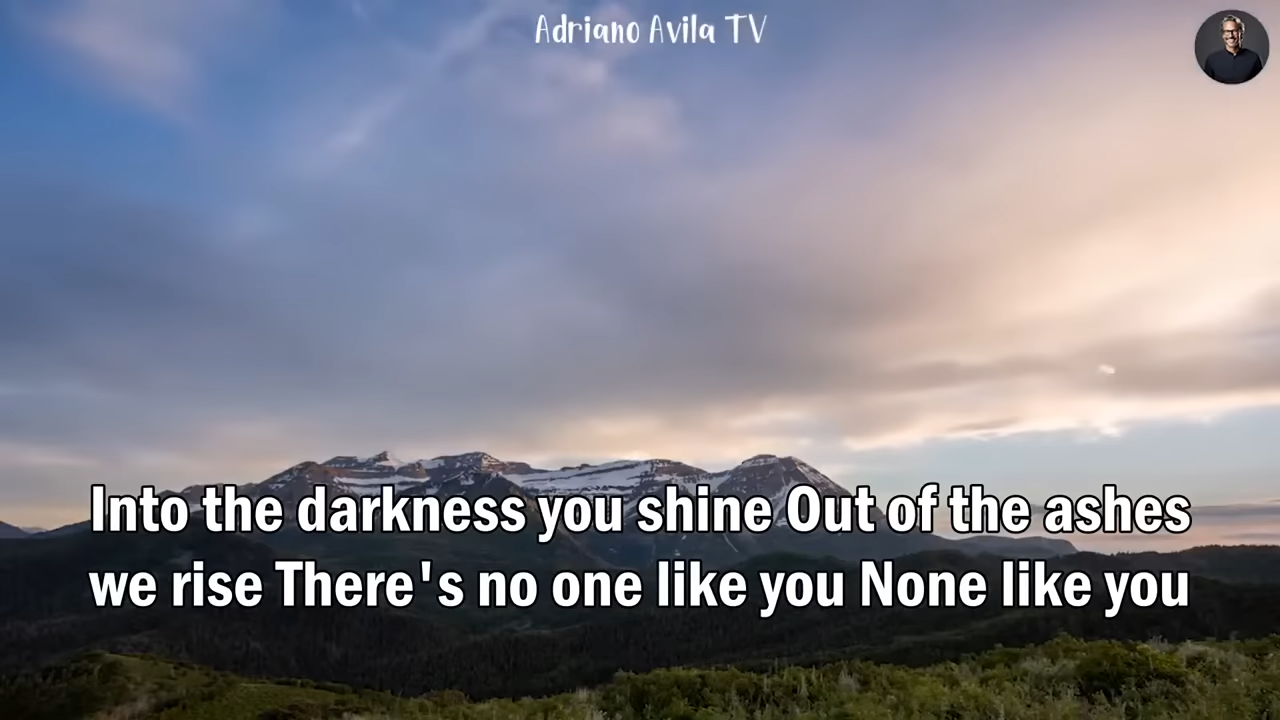 Adriano Avila TV
Into the darkness you shine Out of the ashes
we rise There's no one like you None like you